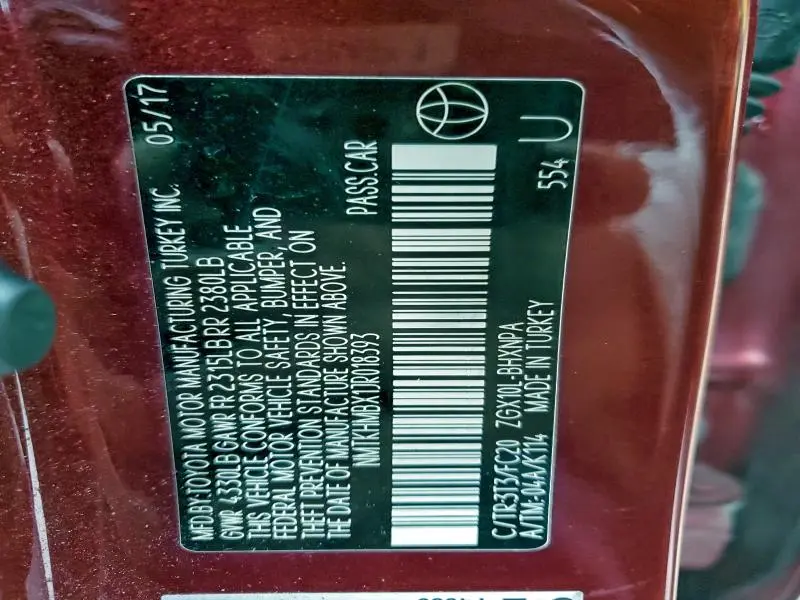 MFD BY TOYOTA MOTOR MANUFACTURING TURKEY INC. 05/17
GVWR 4330LB GAWR FR 2315LB RR 2380LB
THIS VEHICLE CONFORMS TO ALL APPLICABLE
FEDERAL MOTOR VEHICLE SAFETY, BUMPER, AND
THEFT PREVENTION STANDARDS IN EFFECT ON
THE DATE OF MANUFACTURE SHOWN ABOVE.
NMTKHMBX1JR018393 PASS.CAR
C/TR:3T3/FC20 ZGX10L-BHXNPA 554
A/TM:-04A/K114 MADE IN TURKEY U